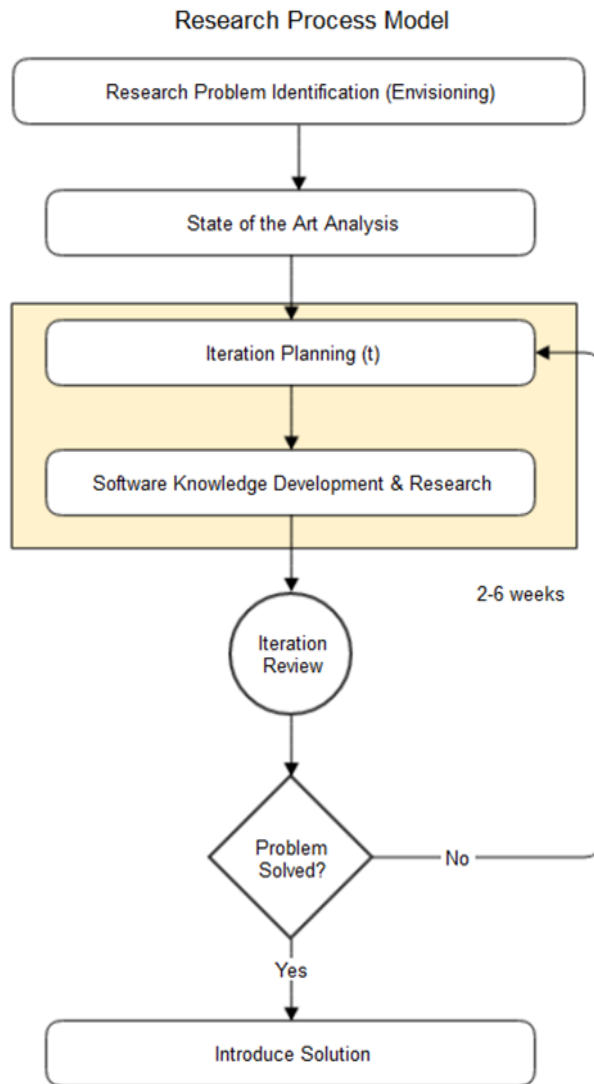 Research Process Model
Research Problem Identification (Envisioning)
State of the Art Analysis
Iteration Planning (t)
Software Knowledge Development & Research
2-6 weeks
Iteration
Review
Problem
Solved?
No
Yes
Introduce Solution